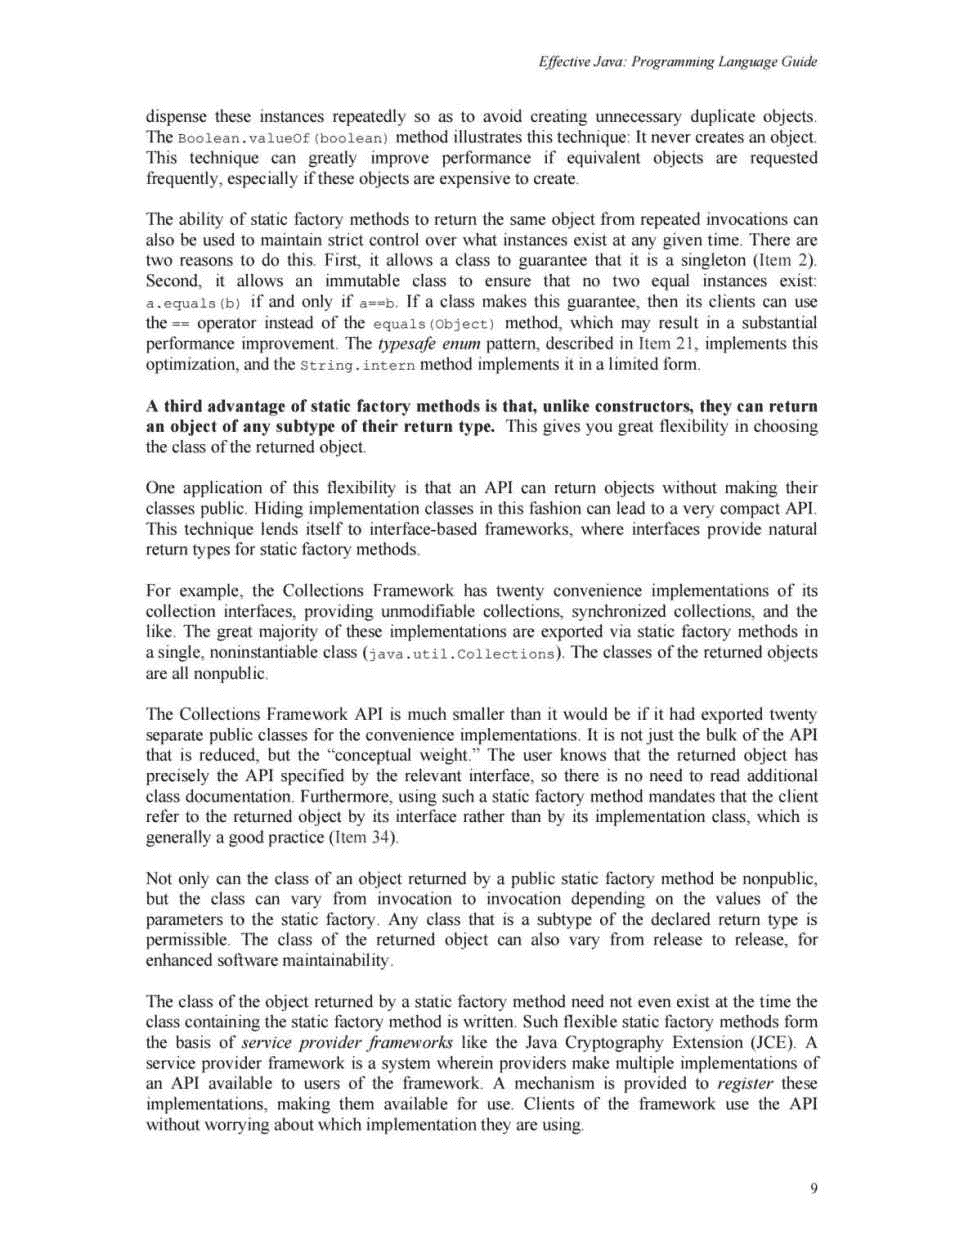 Effective Java: Programming Language Guide
dispense these instances repeatedly so as to avoid creating unnecessary duplicate objects.
The Boolean.valueOf(boolean) method illustrates this technique: It never creates an object.
This technique can greatly improve performance if equivalent objects are requested
frequently, especially if these objects are expensive to create.
The ability of static factory methods to return the same object from repeated invocations can
also be used to maintain strict control over what instances exist at any given time. There are
two reasons to do this. First, it allows a class to guarantee that it is a singleton (Item 2).
Second, it allows an immutable class to ensure that no two equal instances exist:
a.equals(b) if and only if a==b. If a class makes this guarantee, then its clients can use
the == operator instead of the equals(Object) method, which may result in a substantial
performance improvement. The typesafe enum pattern, described in Item 21, implements this
optimization, and the String.intern method implements it in a limited form.
A third advantage of static factory methods is that, unlike constructors, they can return
an object of any subtype of their return type. This gives you great flexibility in choosing
the class of the returned object.
One application of this flexibility is that an API can return objects without making their
classes public. Hiding implementation classes in this fashion can lead to a very compact API.
This technique lends itself to interface-based frameworks, where interfaces provide natural
return types for static factory methods.
For example, the Collections Framework has twenty convenience implementations of its
collection interfaces, providing unmodifiable collections, synchronized collections, and the
like. The great majority of these implementations are exported via static factory methods in
a single, noninstantiable class (java.util.Collections). The classes of the returned objects
are all nonpublic.
The Collections Framework API is much smaller than it would be if it had exported twenty
separate public classes for the convenience implementations. It is not just the bulk of the API
that is reduced, but the “conceptual weight.” The user knows that the returned object has
precisely the API specified by the relevant interface, so there is no need to read additional
class documentation. Furthermore, using such a static factory method mandates that the client
refer to the returned object by its interface rather than by its implementation class, which is
generally a good practice (Item 34).
Not only can the class of an object returned by a public static factory method be nonpublic,
but the class can vary from invocation to invocation depending on the values of the
parameters to the static factory. Any class that is a subtype of the declared return type is
permissible. The class of the returned object can also vary from release to release, for
enhanced software maintainability.
The class of the object returned by a static factory method need not even exist at the time the
class containing the static factory method is written. Such flexible static factory methods form
the basis of service provider frameworks like the Java Cryptography Extension (JCE). A
service provider framework is a system wherein providers make multiple implementations of
an API available to users of the framework. A mechanism is provided to register these
implementations, making them available for use. Clients of the framework use the API
without worrying about which implementation they are using.
9